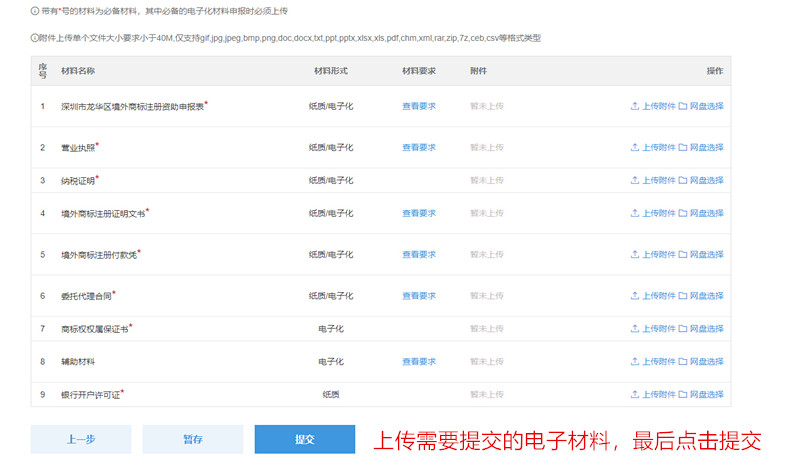 带有*号的材料为必备材料，其中必备的电子化材料申报时必须上传
附件上传单个文件大小要求小于40M,仅支持gif,jpg,jpeg,bmp,png,doc,docx,txt,ppt,pptx,xlsx,xls,pdf,chm,xml,rar,zip,7z,ceb,csv等格式类型
序号 材料名称 材料形式 材料要求 附件 操作
1 深圳市龙华区境外商标注册资助申报表* 纸质/电子化 查看要求 暂未上传 上传附件 网盘选择
2 营业执照* 纸质/电子化 查看要求 暂未上传 上传附件 网盘选择
3 纳税证明* 纸质/电子化 暂未上传 上传附件 网盘选择
4 境外商标注册证明文书* 纸质/电子化 查看要求 暂未上传 上传附件 网盘选择
5 境外商标注册付款凭* 纸质/电子化 查看要求 暂未上传 上传附件 网盘选择
6 委托代理合同* 纸质/电子化 查看要求 暂未上传 上传附件 网盘选择
7 商标权权属保证书* 电子化 暂未上传 上传附件 网盘选择
8 辅助材料 电子化 查看要求 暂未上传 上传附件 网盘选择
9 银行开户许可证* 纸质 暂未上传 上传附件 网盘选择
上一步 暂存 提交 上传需要提交的电子材料，最后点击提交